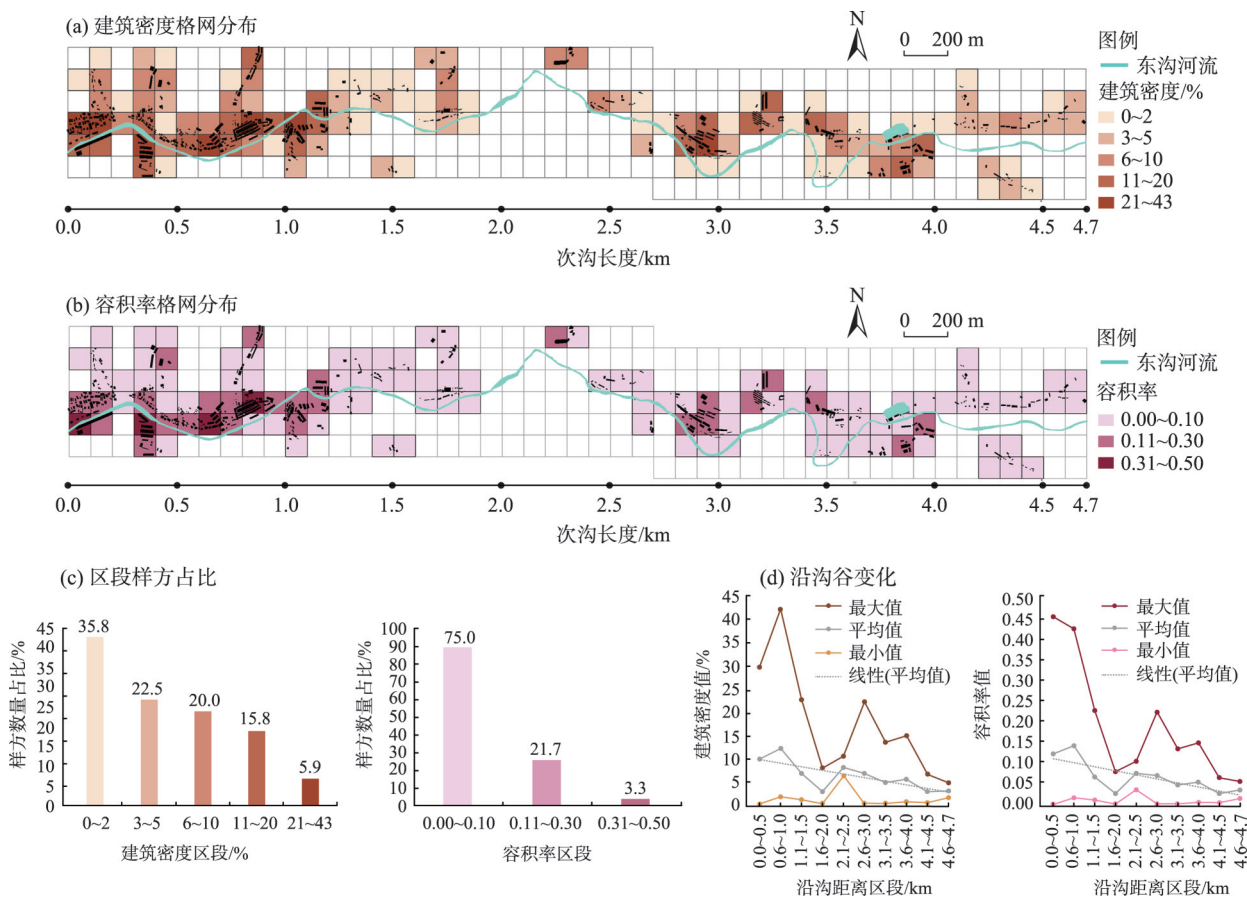 (a) 建筑密度格网分布
N
0 200 m
图例
东沟河流
建筑密度/%
0~2
3~5
6~10
11~20
21~43
0.0 0.5 1.0 1.5 2.0 2.5 3.0 3.5 4.0 4.5 4.7
次沟长度/km
(b) 容积率格网分布
N
0 200 m
图例
东沟河流
容积率
0.00~0.10
0.11~0.30
0.31~0.50
0.0 0.5 1.0 1.5 2.0 2.5 3.0 3.5 4.0 4.5 4.7
次沟长度/km
(c) 区段样方占比
样方数量占比/%
45
40
35
30
25
20
15
10
5
0
35.8
22.5
20.0
15.8
5.9
0~2 3~5 6~10 11~20 21~43
建筑密度区段/%
样方数量占比/%
100
90
80
70
60
50
40
30
20
10
0
75.0
21.7
3.3
0.00~0.10 0.11~0.30 0.31~0.50
容积率区段
(d) 沿沟谷变化
建筑密度值/%
45
40
35
30
25
20
15
10
5
0
最大值
平均值
最小值
线性(平均值)
0.0~0.5
0.6~1.0
1.1~1.5
1.6~2.0
2.1~2.5
2.6~3.0
3.1~3.5
3.6~4.0
4.1~4.5
4.6~4.7
沿沟距离区段/km
容积率值
0.50
0.45
0.40
0.35
0.30
0.25
0.20
0.15
0.10
0.05
0.00
最大值
平均值
最小值
线性(平均值)
0.0~0.5
0.6~1.0
1.1~1.5
1.6~2.0
2.1~2.5
2.6~3.0
3.1~3.5
3.6~4.0
4.1~4.5
4.6~4.7
沿沟距离区段/km